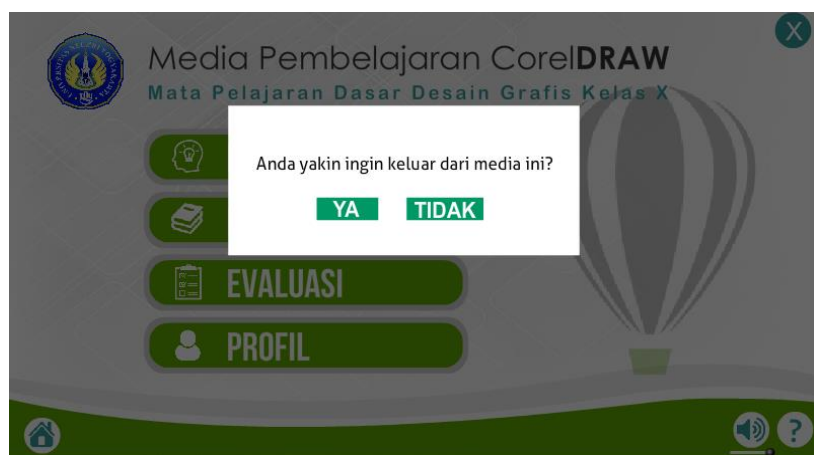 X
Media Pembelajaran CorelDRAW
Mata Pelajaran Dasar Desain Grafis Kelas X
Anda yakin ingin keluar dari media ini?
YA TIDAK
EVALUASI
PROFIL
?